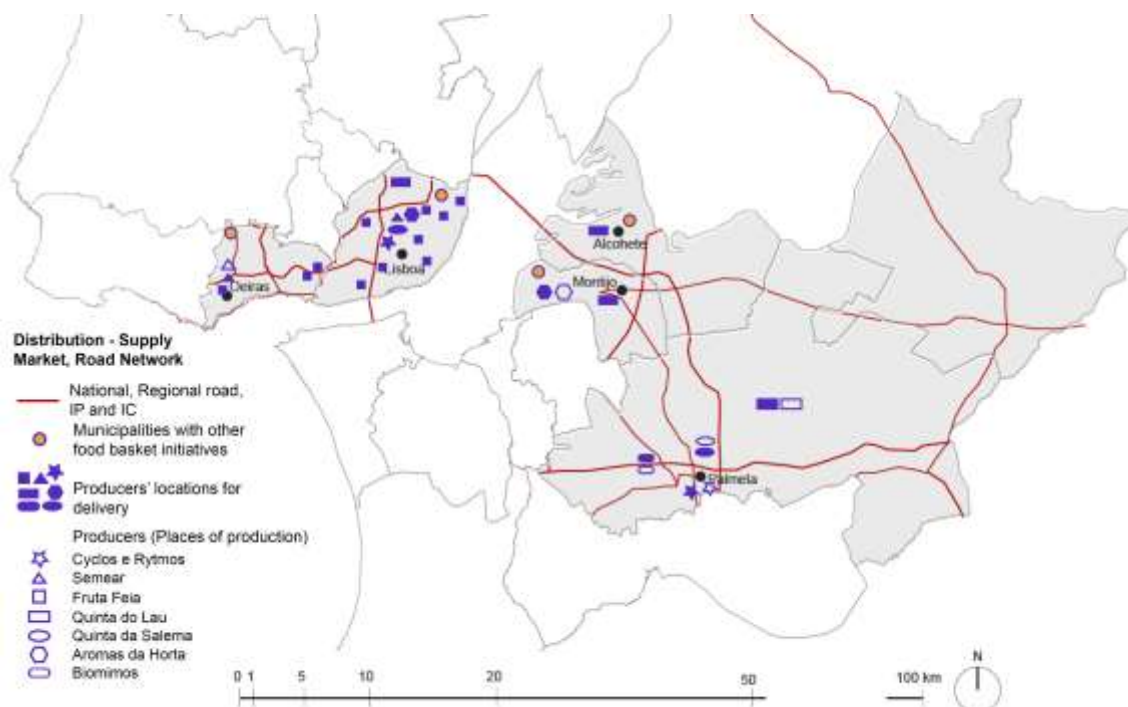 Lisboa
Oeiras
Alcohete
Montijo
Palmela
Distribution - Supply
Market, Road Network
National, Regional road,
IP and IC
Municipalities with other
food basket initiatives
Producers' locations for
delivery
Producers (Places of production)
Cyclos e Rytmos
Semear
Fruta Feia
Quinta do Lau
Quinta da Salema
Aromas da Horta
Biomimos
0 1 5 10 20 50 100 km
N